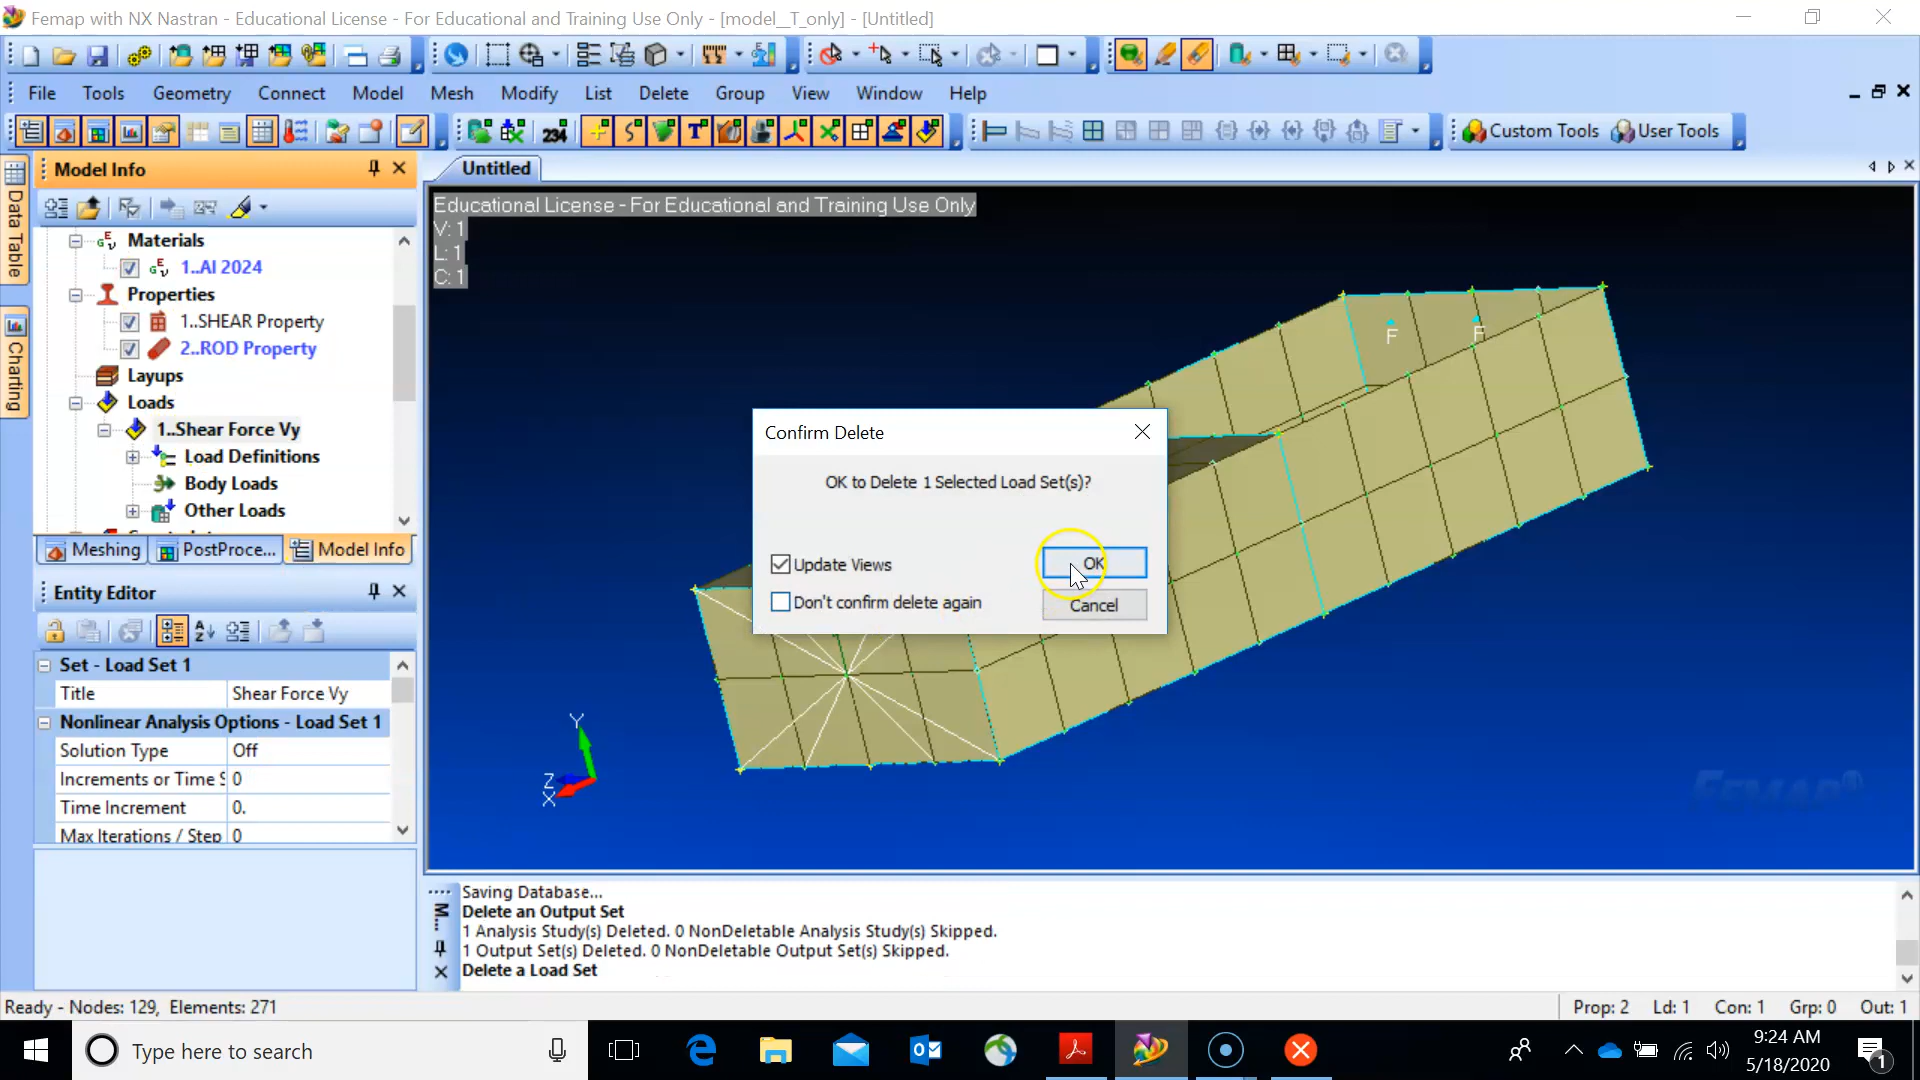 Femap with NX Nastran - Educational License - For Educational and Training Use Only - [model__T_only] - [Untitled]
File Tools Geometry Connect Model Mesh Modify List Delete Group View Window Help
234
Custom Tools User Tools
Model Info
Untitled
Data Table
Charting
Educational License - For Educational and Training Use Only
V: 1
L: 1
C: 1
Materials
1..Al 2024
Properties
1..SHEAR Property
2..ROD Property
Layups
Loads
1..Shear Force Vy
Load Definitions
Body Loads
Other Loads
Meshing PostProce... Model Info
F F
Confirm Delete
OK to Delete 1 Selected Load Set(s)?
Update Views
OK
Don't confirm delete again
Cancel
Entity Editor
Set - Load Set 1
Title Shear Force Vy
Nonlinear Analysis Options - Load Set 1
Solution Type Off
Increments or Time S 0
Time Increment 0.
Max Iterations / Step 0
Y
Z
X
FEMAP
M...
Saving Database...
Delete an Output Set
1 Analysis Study(s) Deleted. 0 NonDeletable Analysis Study(s) Skipped.
1 Output Set(s) Deleted. 0 NonDeletable Output Set(s) Skipped.
Delete a Load Set
Ready - Nodes: 129, Elements: 271
Prop: 2 Ld: 1 Con: 1 Grp: 0 Out: 1
Type here to search
9:24 AM
5/18/2020
1